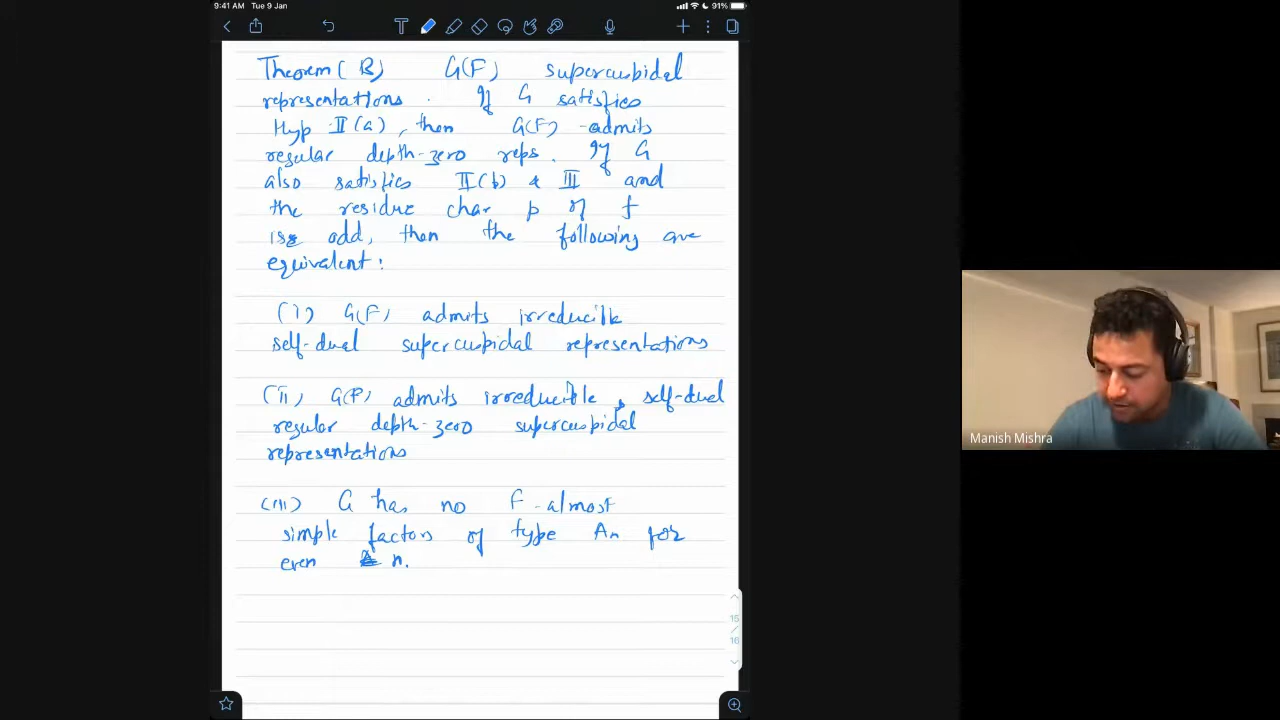 9:41 AM Tue 9 Jan
91%
Theorem (B) G(F) supercuspidal
representations. If G satisfies
Hyp II(a), then G(F) admits
regular depth-zero reps. If G
also satisfies II(b) & III and
the residue char p of f
is odd, then the following are
equivalent:
(i) G(F) admits irreducible
self-dual supercuspidal representations
(ii) G(F) admits irreducible, self-dual
regular depth-zero supercuspidal
representations
(iii) G has no F-almost
simple factors of type An for
even n.
15
/
16
Manish Mishra